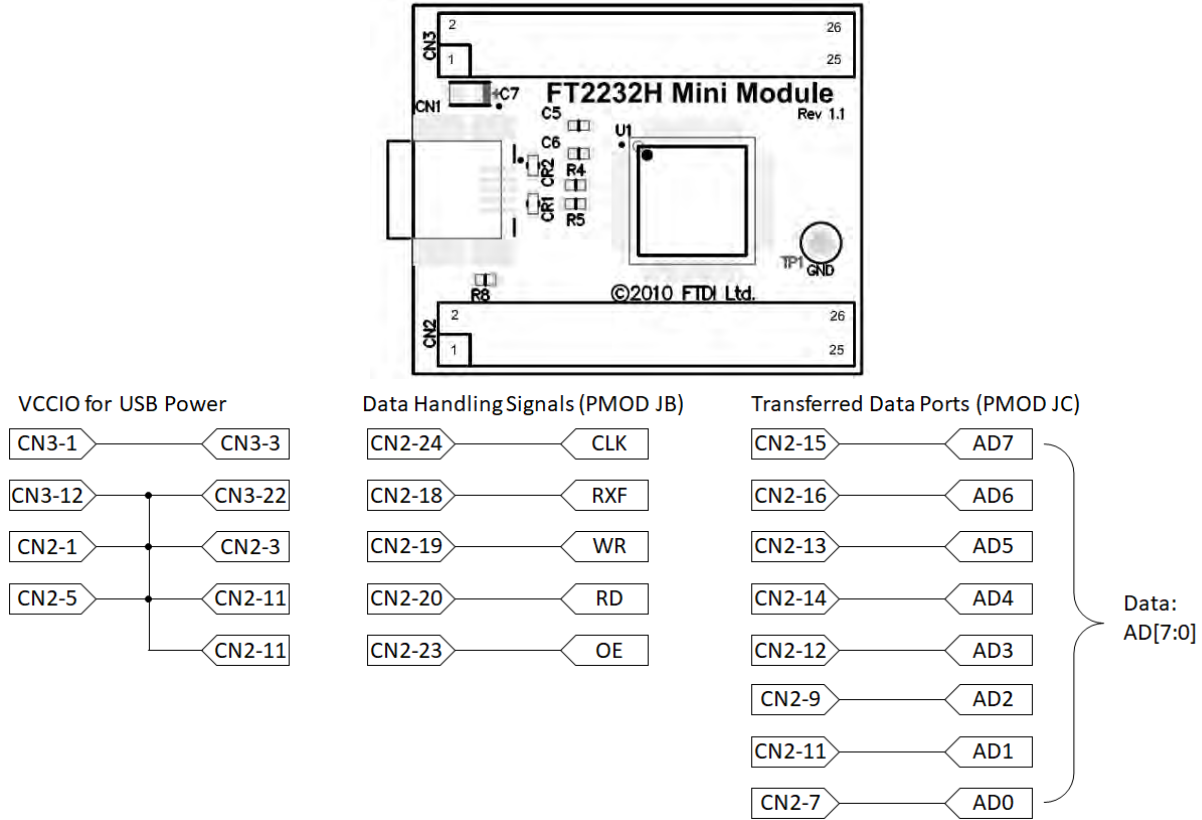 2
26
CN3
1
25
CN1
+C7
FT2232H Mini Module
Rev 1.1
C5
U1
C6
CR2
R4
CR1
R5
TP1
GND
R8
©2010 FTDI Ltd.
2
26
CN2
1
25
VCCIO for USB Power
CN3-1 CN3-3
CN3-12 CN3-22
CN2-1 CN2-3
CN2-5 CN2-11
CN2-11
Data Handling Signals (PMOD JB)
CN2-24 CLK
CN2-18 RXF
CN2-19 WR
CN2-20 RD
CN2-23 OE
Transferred Data Ports (PMOD JC)
CN2-15 AD7
CN2-16 AD6
CN2-13 AD5
CN2-14 AD4
CN2-12 AD3
CN2-9 AD2
CN2-11 AD1
CN2-7 AD0
Data:
AD[7:0]